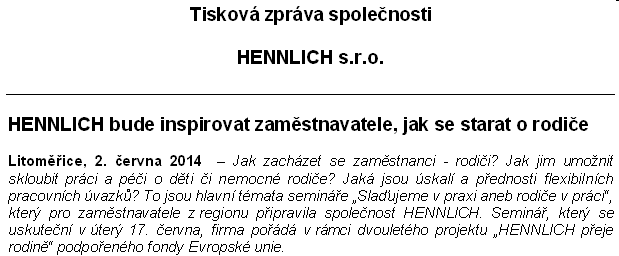 Tisková zpráva společnosti
HENNLICH s.r.o.
HENNLICH bude inspirovat zaměstnavatele, jak se starat o rodiče
Litoměřice, 2. června 2014 – Jak zacházet se zaměstnanci - rodiči? Jak jim umožnit
skloubit práci a péči o děti či nemocné rodiče? Jaká jsou úskalí a přednosti flexibilních
pracovních úvazků? To jsou hlavní témata semináře „Slaďujeme v praxi aneb rodiče v práci“,
který pro zaměstnavatele z regionu připravila společnost HENNLICH. Seminář, který se
uskuteční v úterý 17. června, firma pořádá v rámci dvouletého projektu „HENNLICH přeje
rodině“ podpořeného fondy Evropské unie.